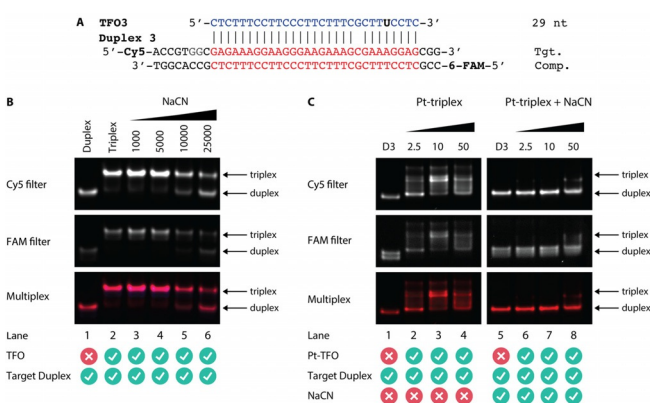 A TFO3 5′-CTCTTTCCTTCCCTTCTTTCGCTTUCCTC-3′ 29 nt
Duplex 3
5′-Cy5-ACCGTGGCGAGAAAGGAAGGGAAGAAAGCGAAAGGAGCGG-3′ Tgt.
3′-TGGCACCGCTCTTTCCTTCCCTTCTTTCGCTTTCCTCGCC-6-FAM-5′ Comp.
B NaCN
Duplex Triplex 1000 5000 10000 25000
Cy5 filter triplex
duplex
FAM filter triplex
duplex
Multiplex triplex
duplex
Lane 1 2 3 4 5 6
TFO
Target Duplex
C Pt-triplex Pt-triplex + NaCN
D3 2.5 10 50 D3 2.5 10 50
Cy5 filter triplex
duplex
FAM filter triplex
duplex
Multiplex triplex
duplex
Lane 1 2 3 4 5 6 7 8
Pt-TFO
Target Duplex
NaCN